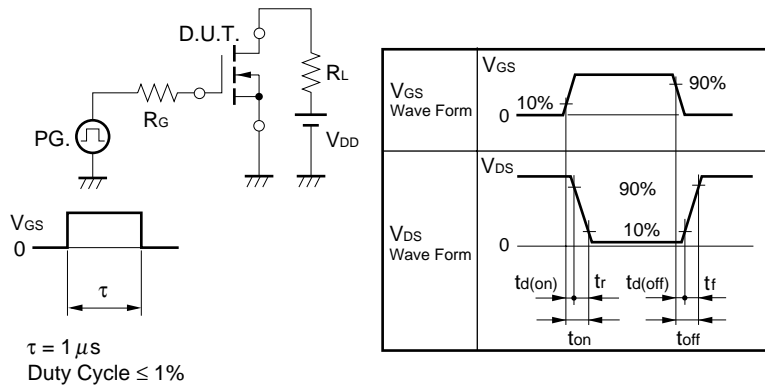 D.U.T.
RL
RG
PG.
VDD
VGS
0
τ
τ = 1 μs
Duty Cycle ≤ 1%
VGS
Wave Form
VGS
10%
90%
0
VDS
Wave Form
VDS
90%
10%
0
td(on) tr td(off) tf
ton toff